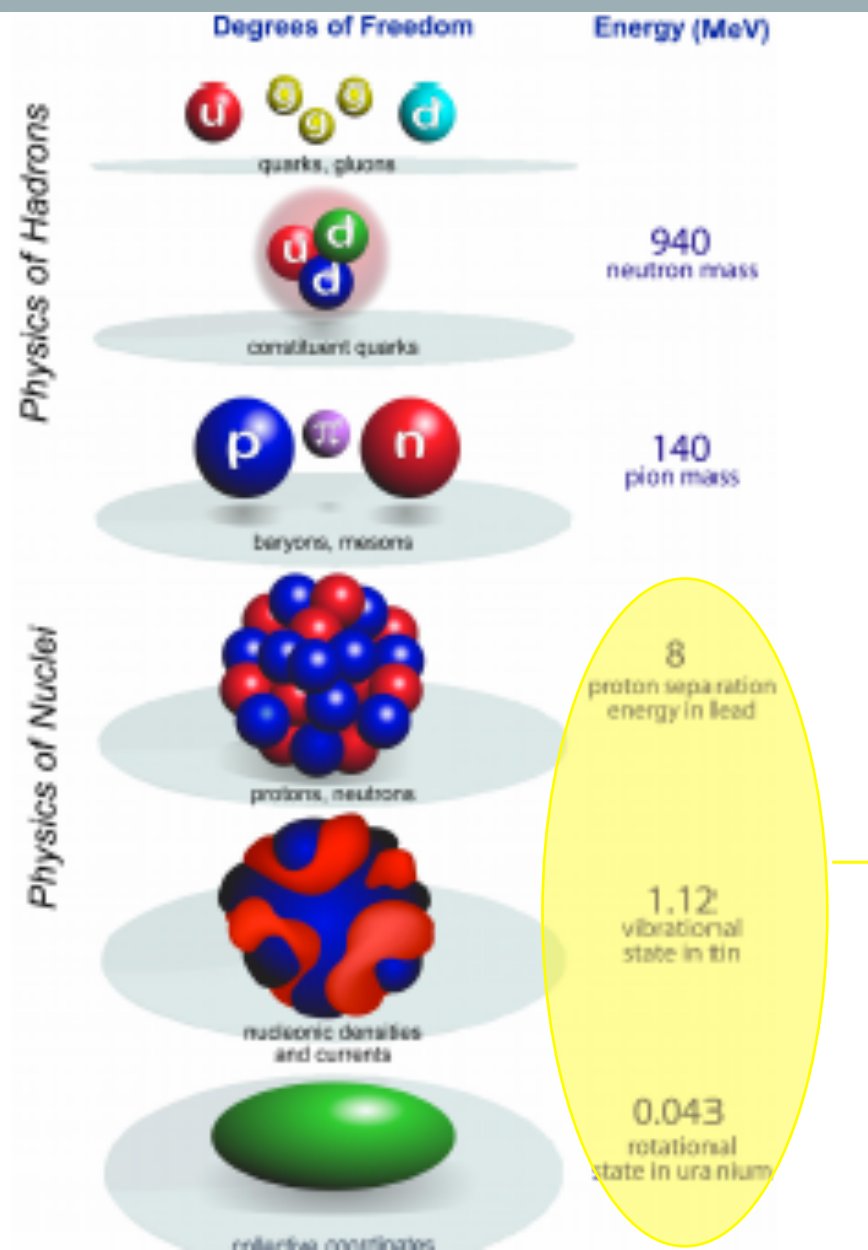 Degrees of Freedom
Energy (MeV)
Physics of Hadrons
u g g g d
quarks, gluons
u d d
constituent quarks
940
neutron mass
p π n
baryons, mesons
140
pion mass
Physics of Nuclei
protons, neutrons
8
proton separation
energy in lead
nucleonic densities
and currents
1.12
vibrational
state in tin
0.043
rotational
state in uranium
collective coordinates